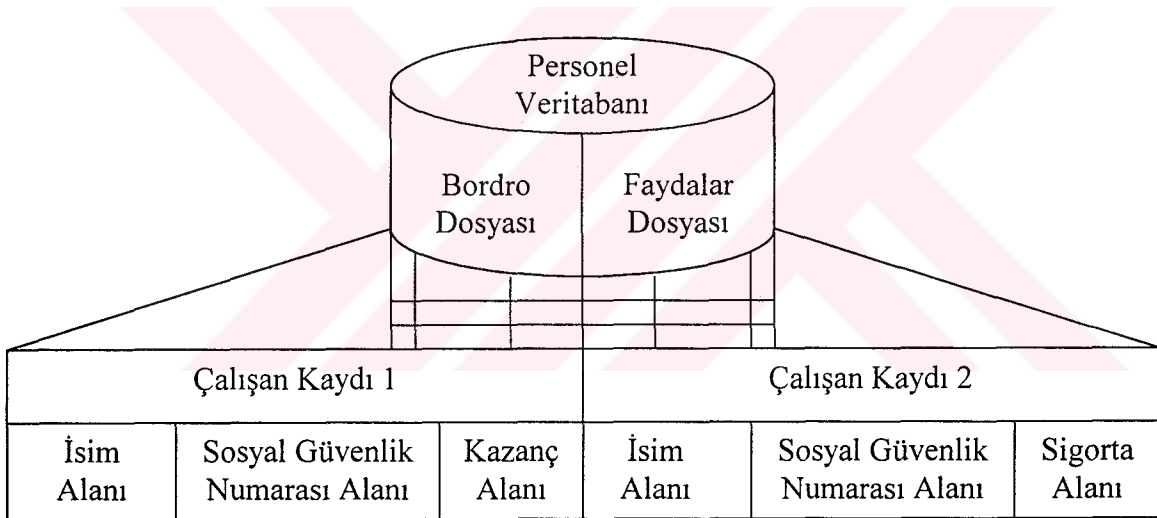 Personel
Veritabanı
Bordro
Dosyası
Faydalar
Dosyası
Çalışan Kaydı 1
Çalışan Kaydı 2
İsim
Alanı
Sosyal Güvenlik
Numarası Alanı
Kazanç
Alanı
İsim
Alanı
Sosyal Güvenlik
Numarası Alanı
Sigorta
Alanı